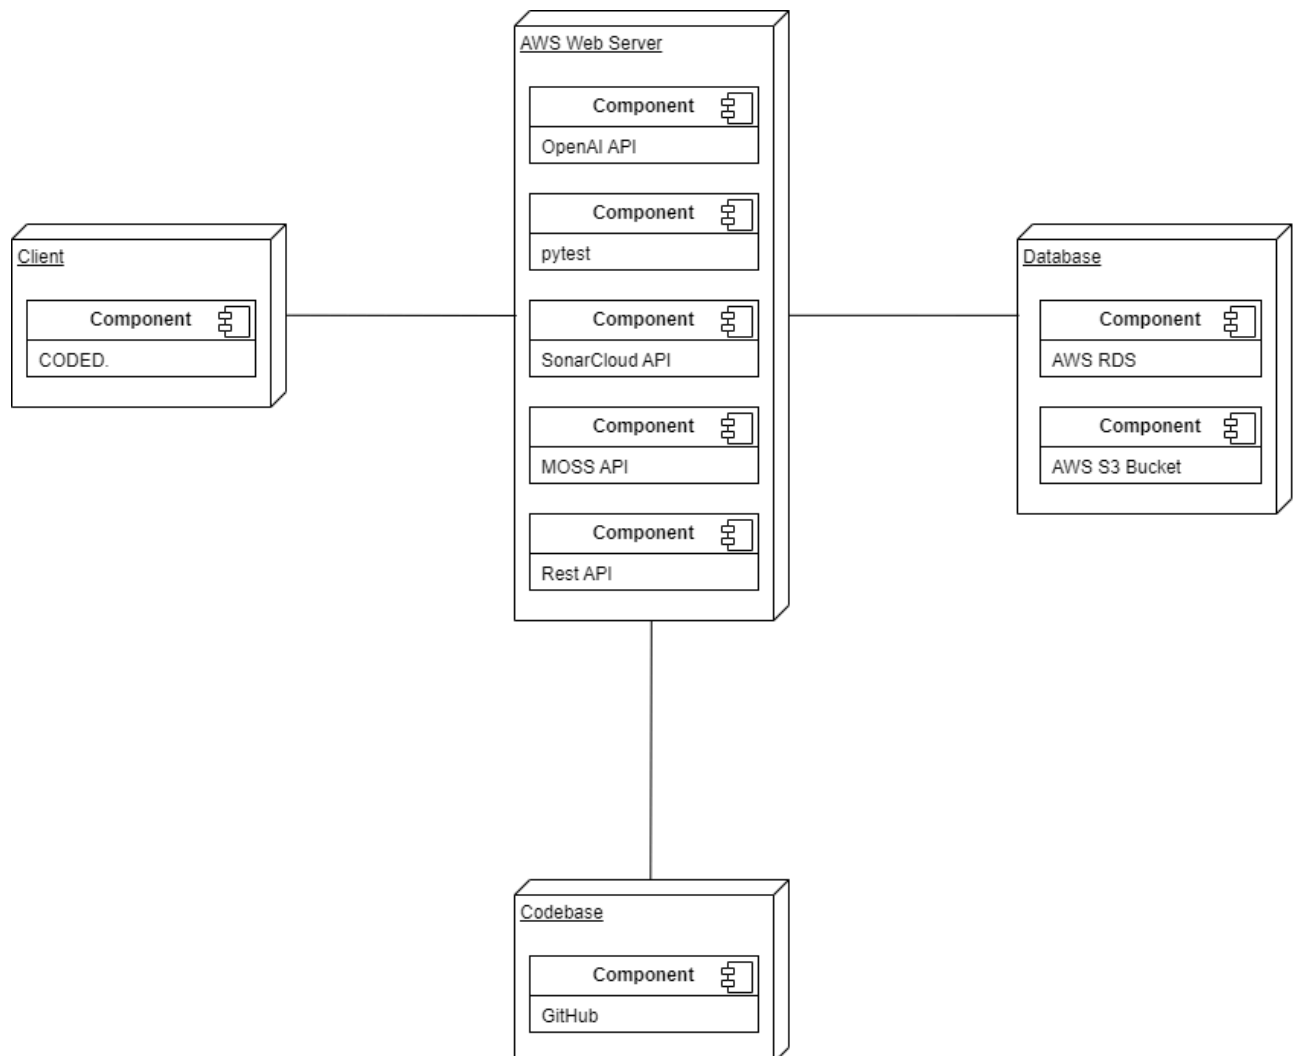 AWS Web Server
Component
OpenAI API
Component
pytest
Component
SonarCloud API
Component
MOSS API
Component
Rest API
Client
Component
CODED.
Database
Component
AWS RDS
Component
AWS S3 Bucket
Codebase
Component
GitHub